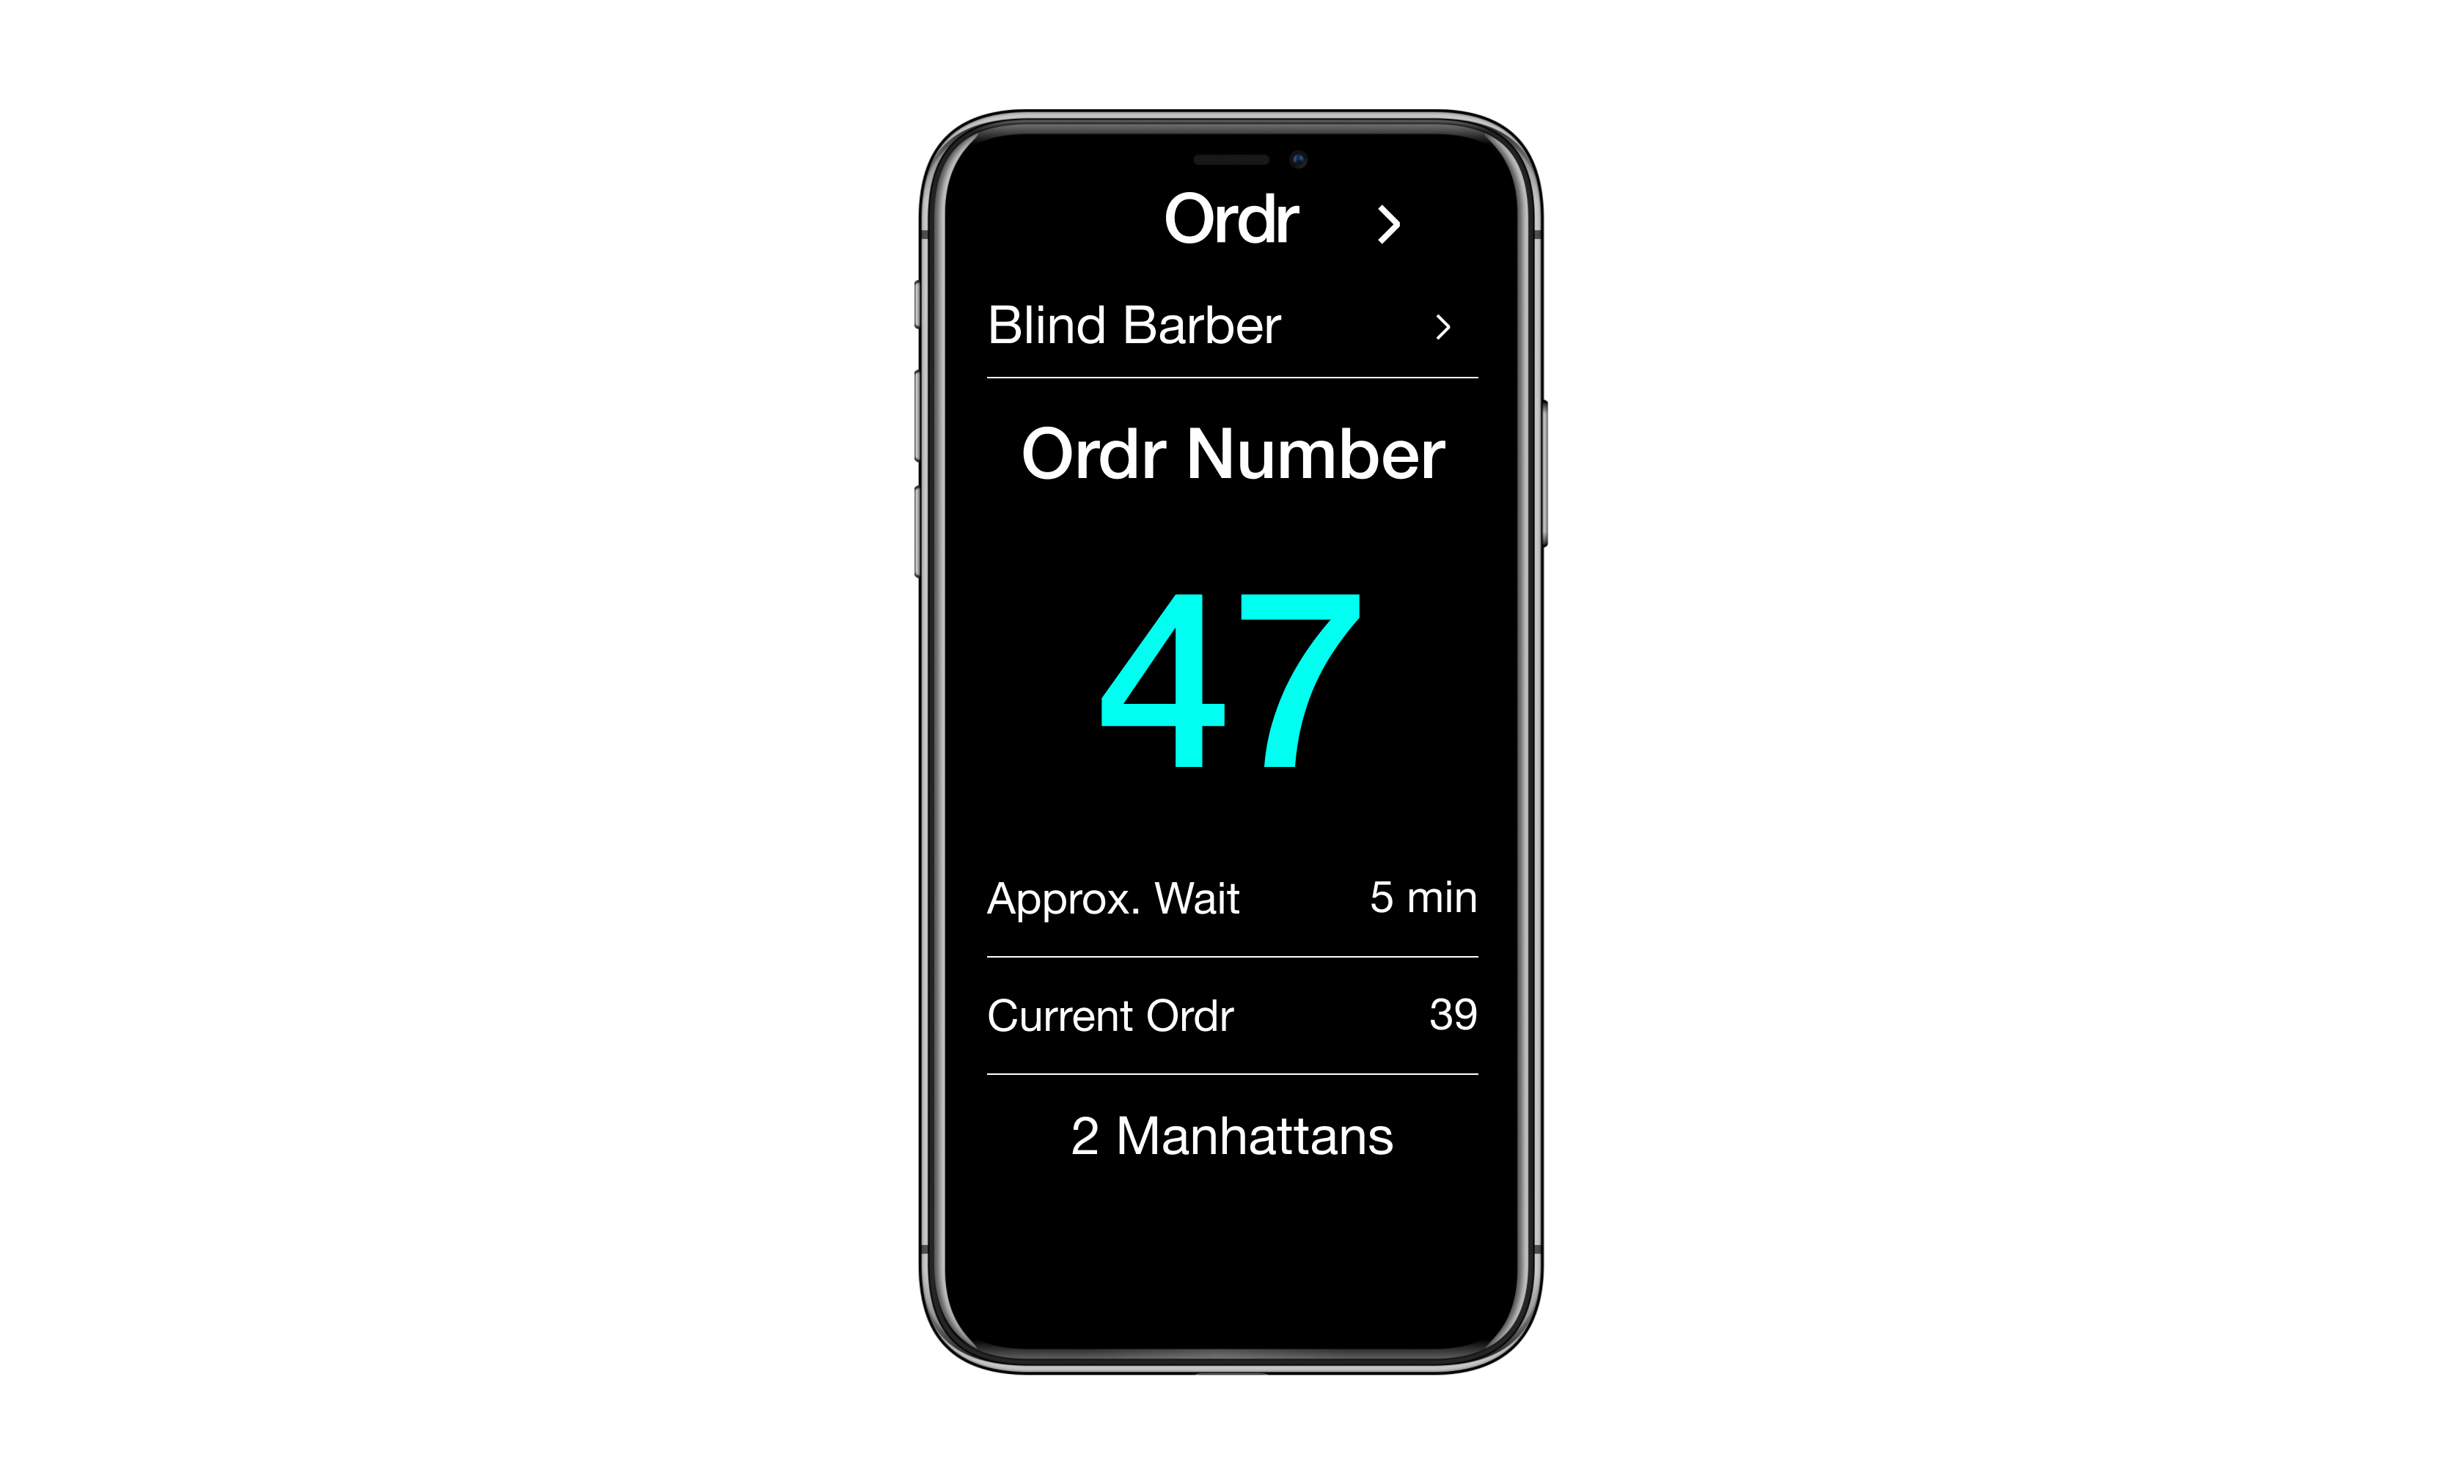 Ordr
Blind Barber
Ordr Number
47
Approx. Wait 5 min
Current Ordr 39
2 Manhattans